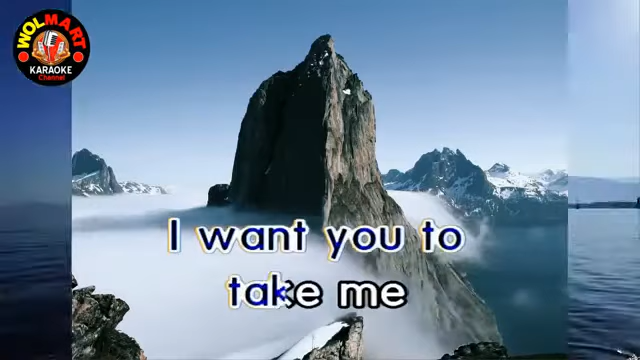 WOLMART
KARAOKE
Channel
I want you to
take me